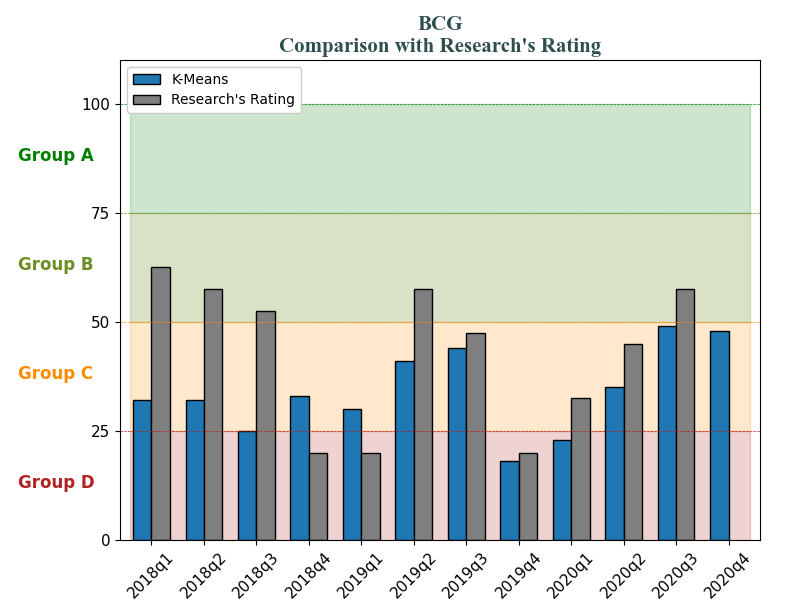 BCG
Comparison with Research's Rating
K-Means
Research's Rating
100
Group A
75
Group B
50
Group C
25
Group D
0
2018q1
2018q2
2018q3
2018q4
2019q1
2019q2
2019q3
2019q4
2020q1
2020q2
2020q3
2020q4